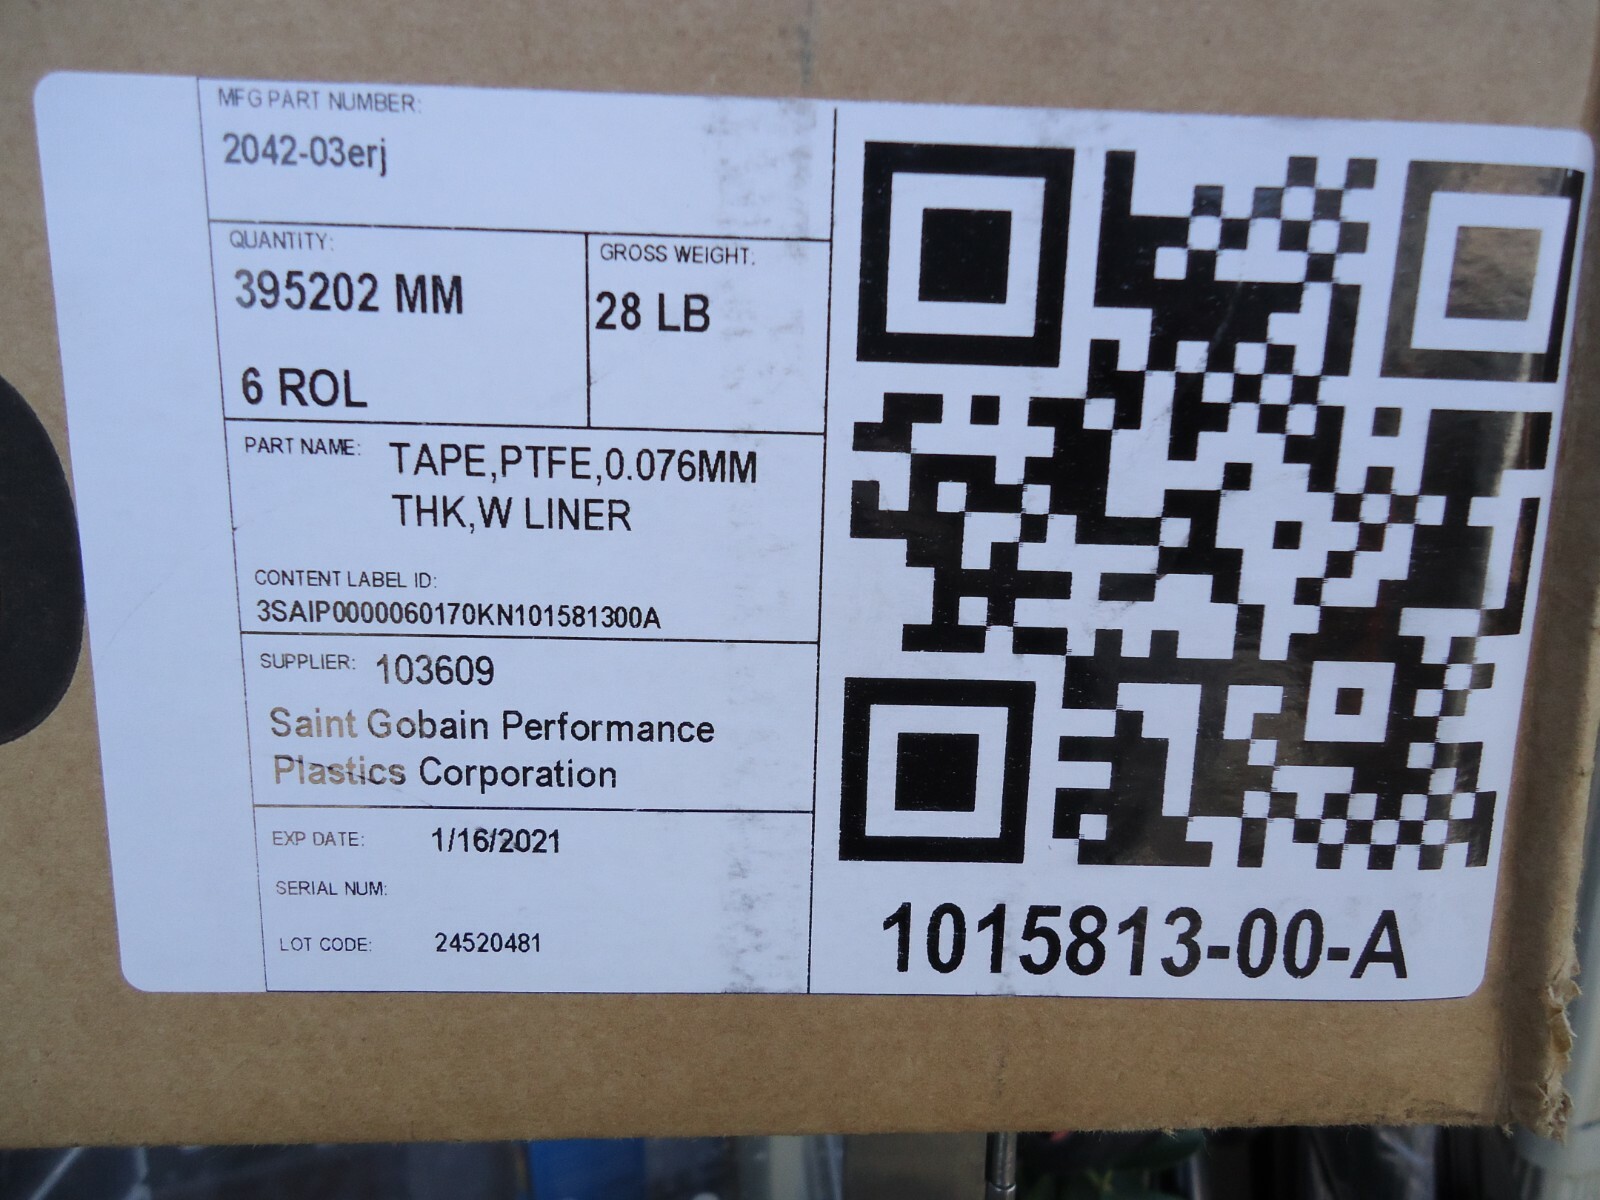 MFG PART NUMBER:
2042-03erj
QUANTITY:
395202 MM
6 ROL
GROSS WEIGHT:
28 LB
PART NAME: TAPE,PTFE,0.076MM
THK,W LINER
CONTENT LABEL ID:
3SAIP0000060170KN101581300A
SUPPLIER: 103609
Saint Gobain Performance
Plastics Corporation
EXP DATE: 1/16/2021
SERIAL NUM:
LOT CODE: 24520481
1015813-00-A